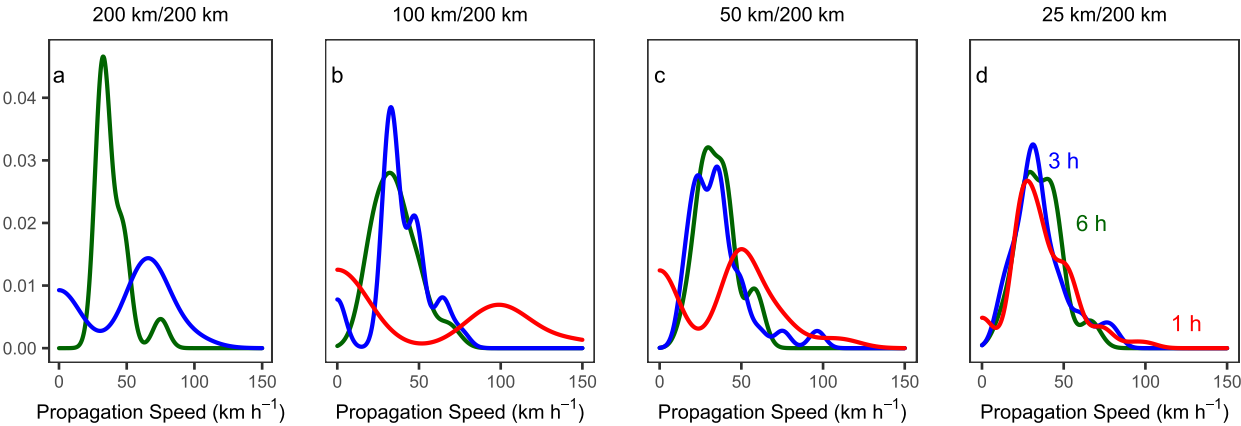 200 km/200 km
100 km/200 km
50 km/200 km
25 km/200 km
a
b
c
d
0.04
0.03
0.02
0.01
0.00
3 h
6 h
1 h
0 50 100 150
0 50 100 150
0 50 100 150
0 50 100 150
Propagation Speed (km h⁻¹)
Propagation Speed (km h⁻¹)
Propagation Speed (km h⁻¹)
Propagation Speed (km h⁻¹)